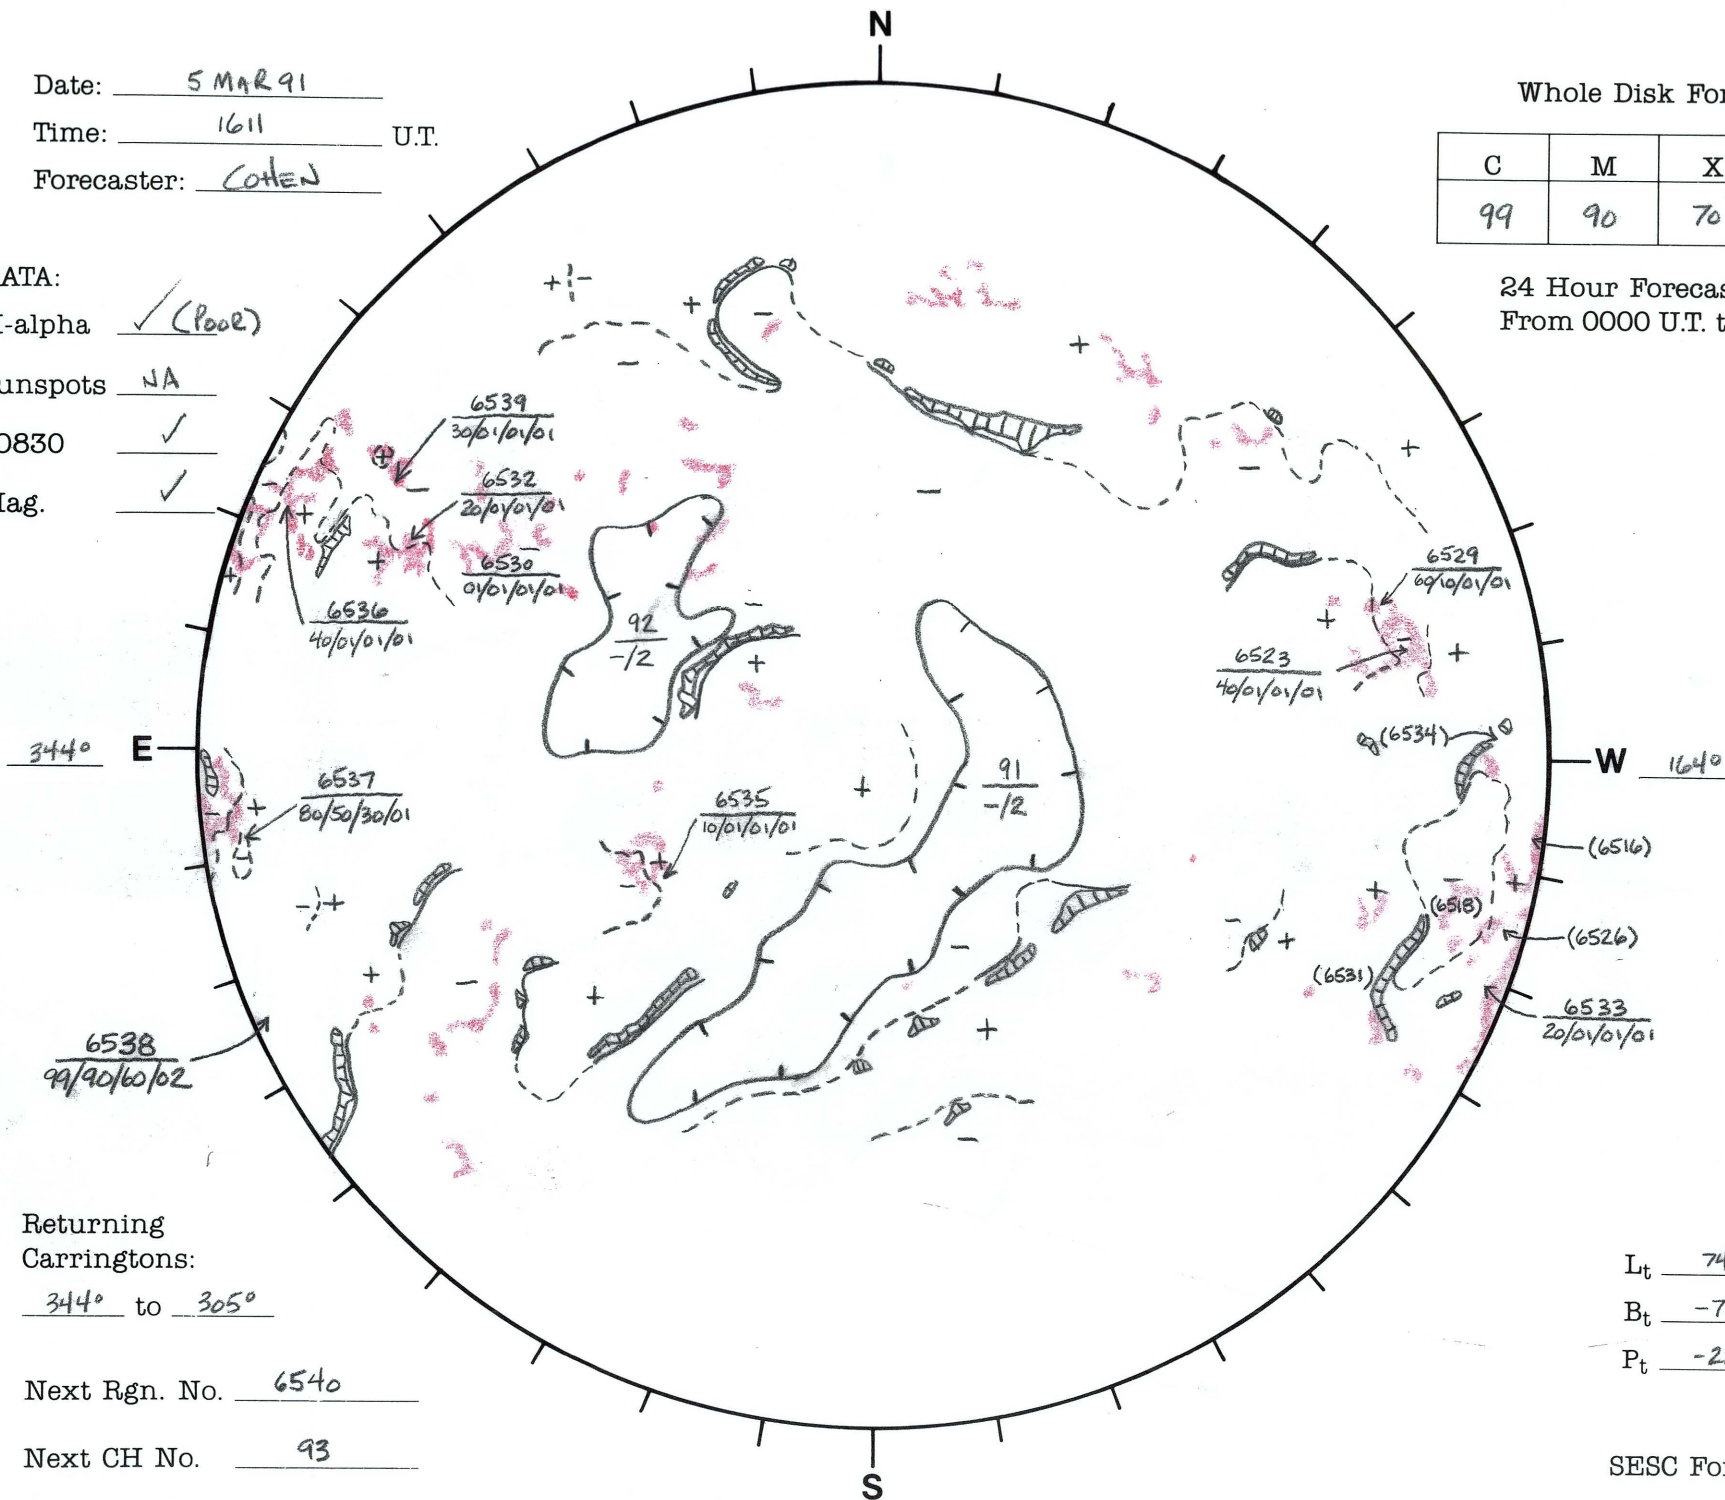 N
Date: 5 MAR 91
Time: 1611 U.T.
Forecaster: COHEN
Whole Disk For
C M X
99 90 70
24 Hour Forecas
From 0000 U.T. t
ATA:
I-alpha ✓ (POOR)
unspots NA
0830 ✓
Mag. ✓
+ -
+
-
-
+
6539
30/01/01/01
+
-
6532
20/01/01/01
6530
01/01/01/01
-
-
+
6529
60/10/01/01
-
+
+
+
6536
40/01/01/01
92
-/2
-
+
+
-
+
6523
40/01/01/01
344° E
W 164°
(6534)
6537
80/50/30/01
+
-
6535
10/01/01/01
+
91
-/2
+
-
(6516)
- +
+
-
+
(6518)
(6526)
-
+
+
-
+
-
(6531)
6533
20/01/01/01
6538
99/90/60/02
+
-
Returning
Carringtons:
344° to 305°
Next Rgn. No. 6540
Next CH No. 93
Lt 74
Bt -7
Pt -2
SESC For
S